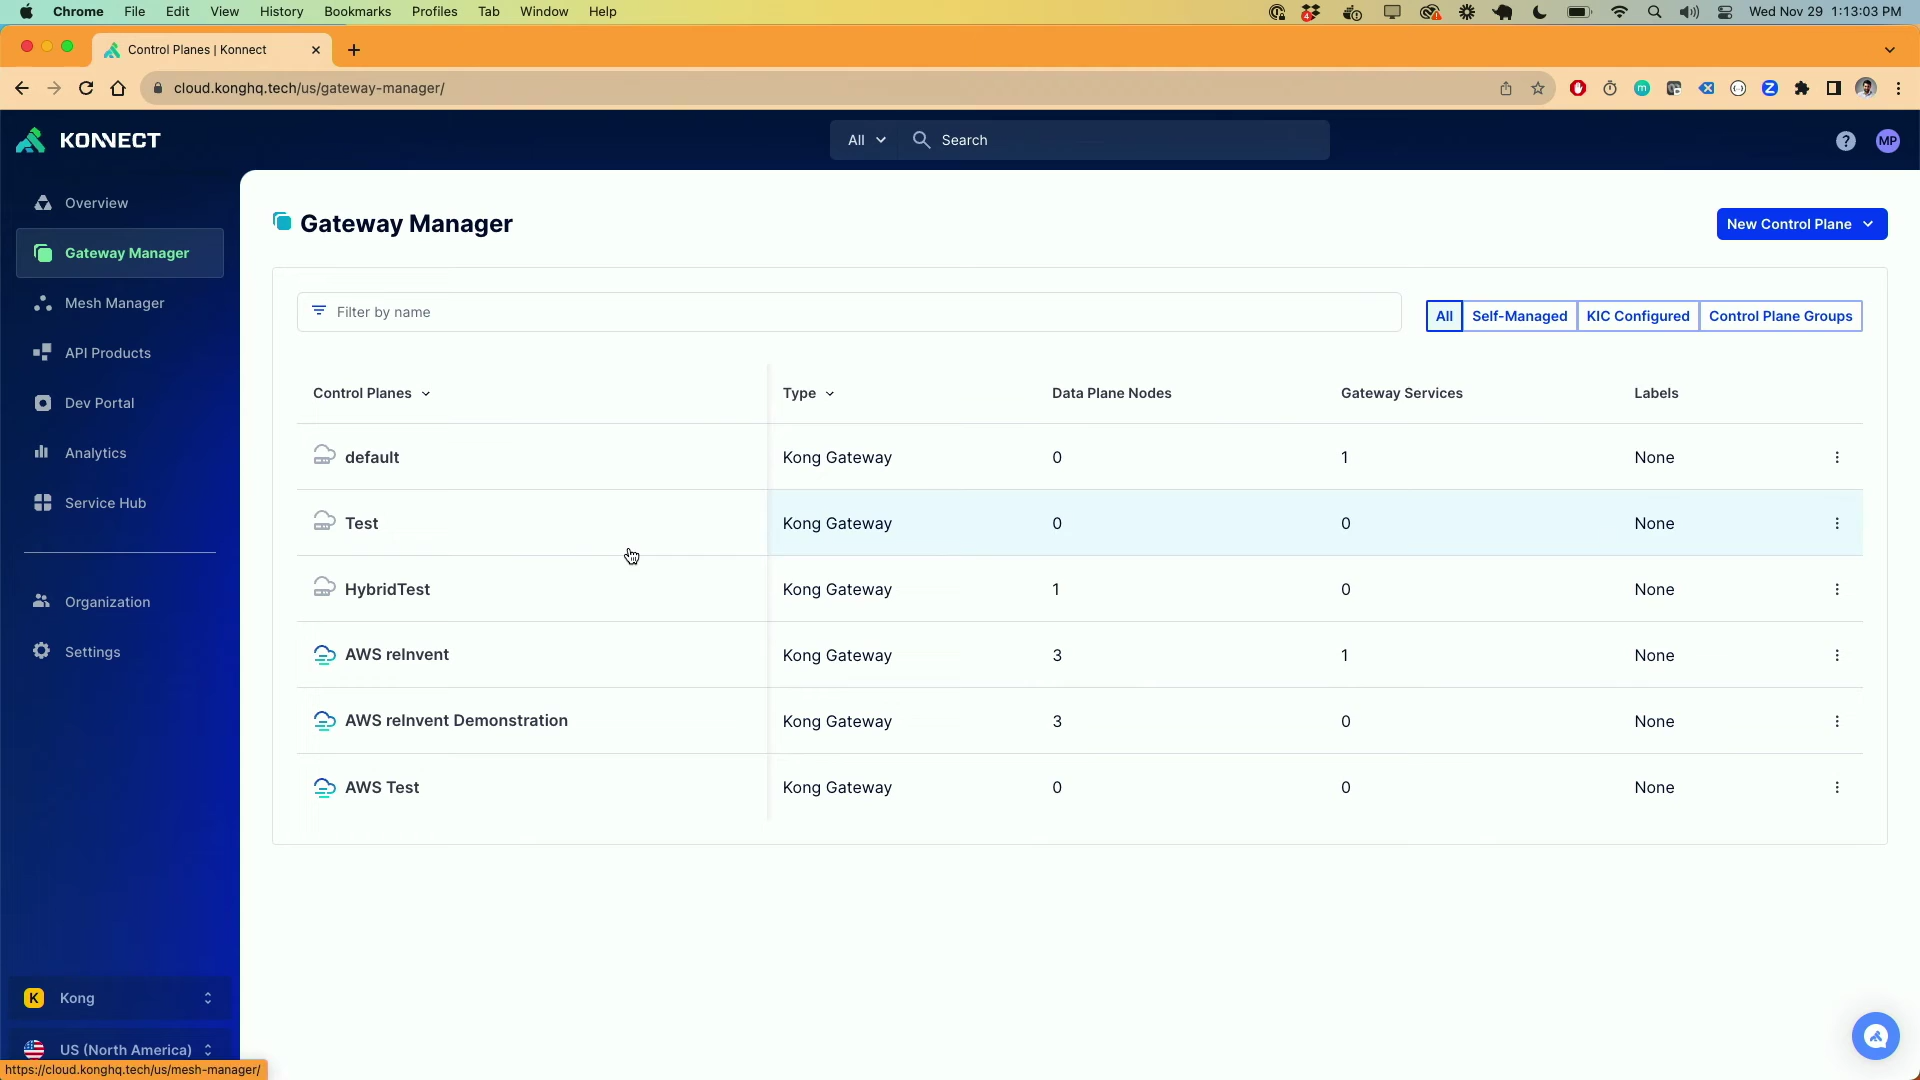 Chrome File Edit View History Bookmarks Profiles Tab Window Help
4
Wed Nov 29 1:13:03 PM
Control Planes | Konnect
cloud.konghq.tech/us/gateway-manager/
m
Z
KONNECT
All
Search
?
MP
Overview
Gateway Manager
Mesh Manager
API Products
Dev Portal
Analytics
Service Hub
Organization
Settings
K Kong
US (North America)
https://cloud.konghq.tech/us/mesh-manager/
Gateway Manager
New Control Plane
Filter by name
All Self-Managed KIC Configured Control Plane Groups
Control Planes Type Data Plane Nodes Gateway Services Labels
default Kong Gateway 0 1 None
Test Kong Gateway 0 0 None
HybridTest Kong Gateway 1 0 None
AWS reInvent Kong Gateway 3 1 None
AWS reInvent Demonstration Kong Gateway 3 0 None
AWS Test Kong Gateway 0 0 None